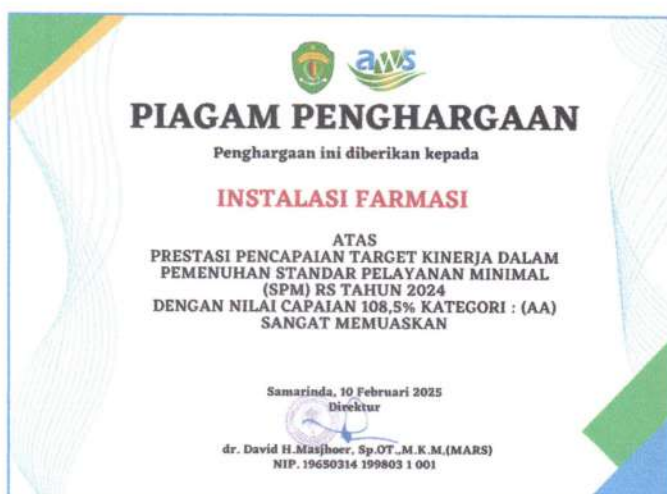 aws
PIAGAM PENGHARGAAN
Penghargaan ini diberikan kepada
INSTALASI FARMASI
ATAS
PRESTASI PENCAPAIAN TARGET KINERJA DALAM
PEMENUHAN STANDAR PELAYANAN MINIMAL
(SPM) RS TAHUN 2024
DENGAN NILAI CAPAIAN 108,5% KATEGORI : (AA)
SANGAT MEMUASKAN
Samarinda, 10 Februari 2025
Direktur
dr. David H.Masjhoer, Sp.OT.,M.K.M,(MARS)
NIP. 19650314 199803 1 001